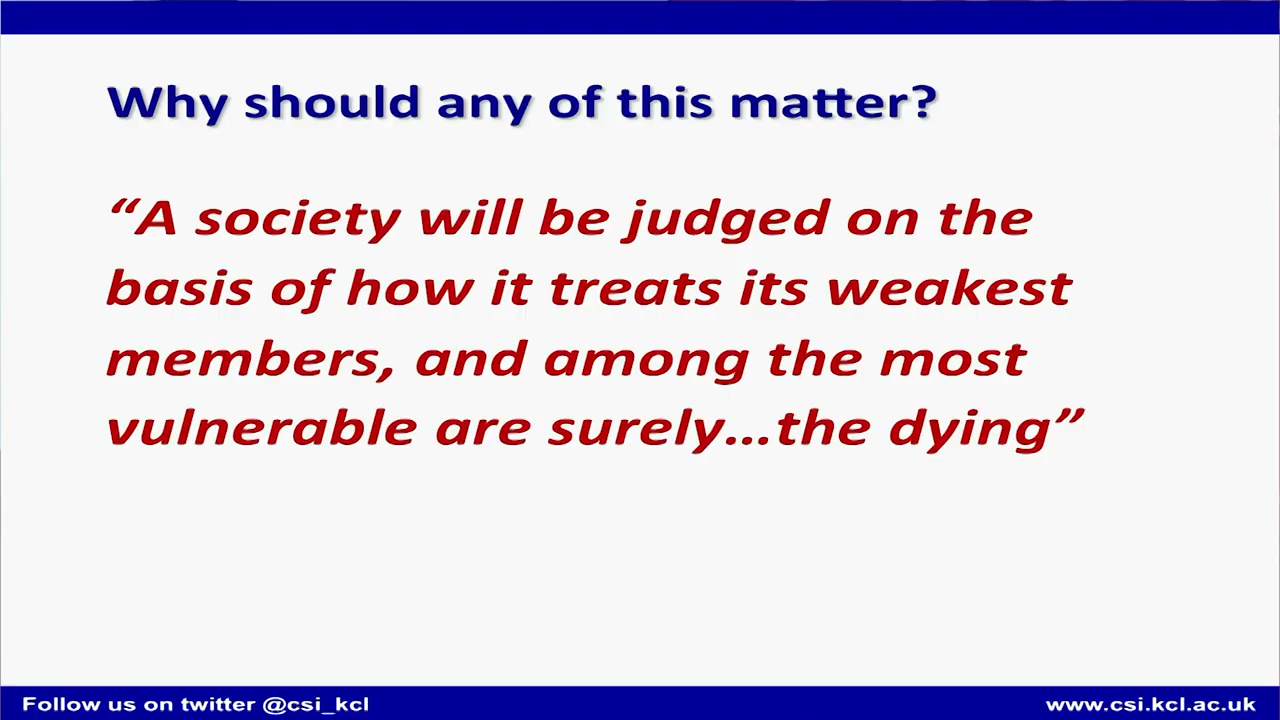 Why should any of this matter?
“A society will be judged on the
basis of how it treats its weakest
members, and among the most
vulnerable are surely...the dying”
Follow us on twitter @csi_kcl
www.csi.kcl.ac.uk